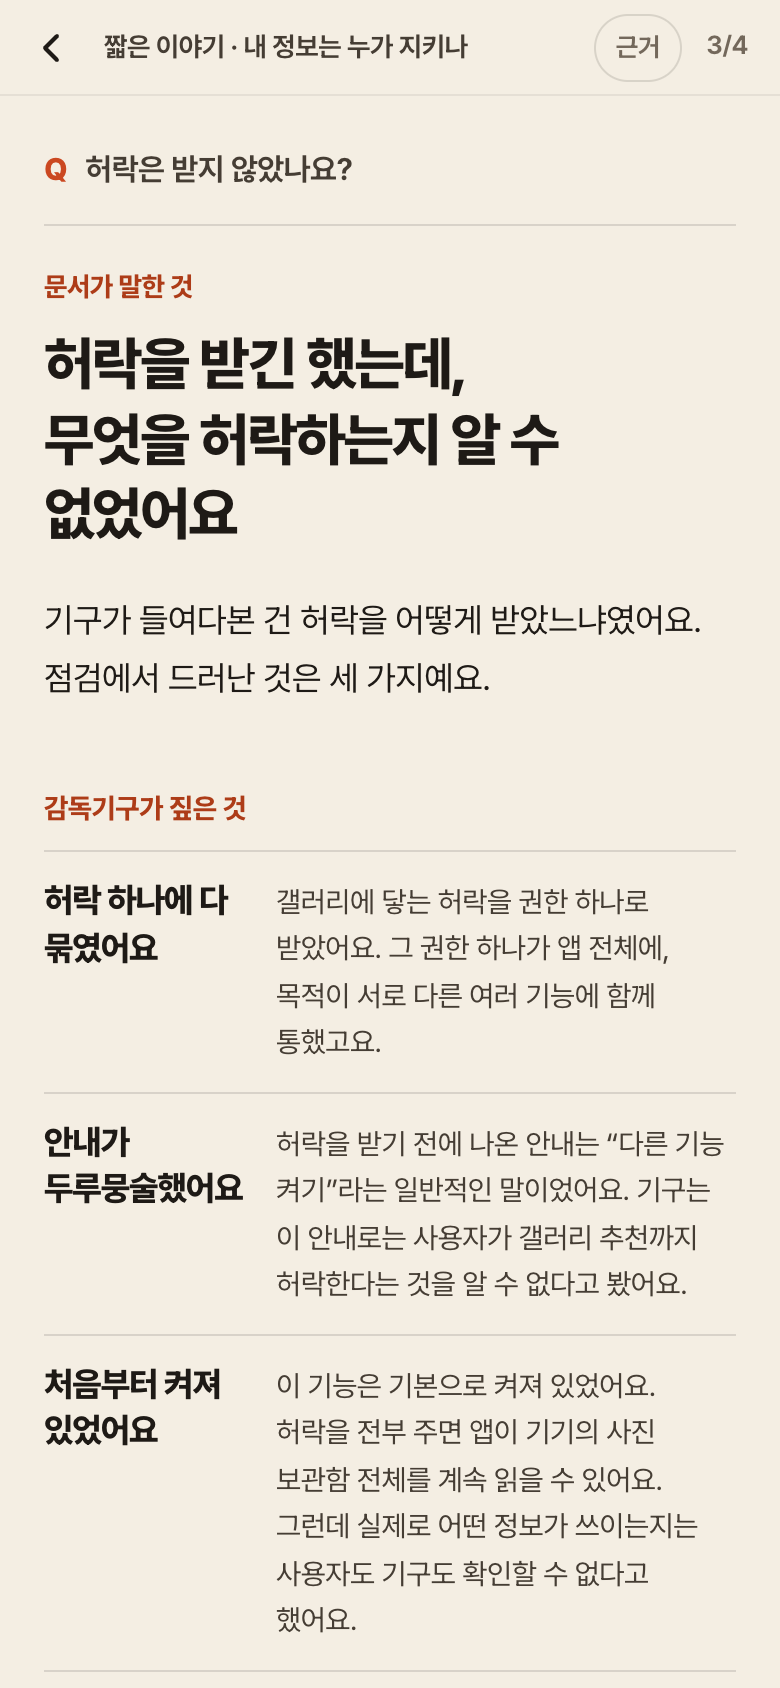 짧은 이야기 · 내 정보는 누가 지키나
근거
3/4
Q 허락은 받지 않았나요?
문서가 말한 것
허락을 받긴 했는데,
무엇을 허락하는지 알 수
없었어요
기구가 들여다본 건 허락을 어떻게 받았느냐였어요.
점검에서 드러난 것은 세 가지예요.
감독기구가 짚은 것
허락 하나에 다
묶였어요
갤러리에 닿는 허락을 권한 하나로
받았어요. 그 권한 하나가 앱 전체에,
목적이 서로 다른 여러 기능에 함께
통했고요.
안내가
두루뭉술했어요
허락을 받기 전에 나온 안내는 “다른 기능
켜기”라는 일반적인 말이었어요. 기구는
이 안내로는 사용자가 갤러리 추천까지
허락한다는 것을 알 수 없다고 봤어요.
처음부터 켜져
있었어요
이 기능은 기본으로 켜져 있었어요.
허락을 전부 주면 앱이 기기의 사진
보관함 전체를 계속 읽을 수 있어요.
그런데 실제로 어떤 정보가 쓰이는지는
사용자도 기구도 확인할 수 없다고
했어요.